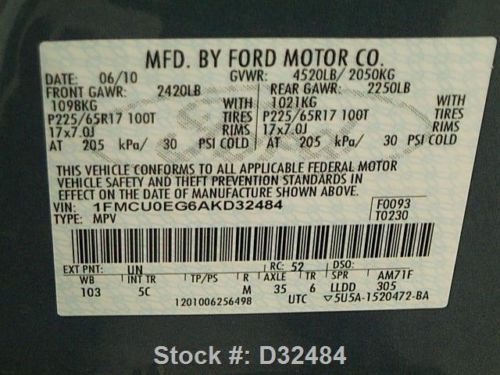 MFD. BY FORD MOTOR CO.
DATE: 06/10 GVWR: 4520LB/ 2050KG
FRONT GAWR: 2420LB REAR GAWR: 2250LB
1098KG WITH 1021KG WITH
P225/65R17 100T TIRES P225/65R17 100T TIRES
17x7.0J RIMS 17x7.0J RIMS
AT 205 kPa/ 30 PSI COLD AT 205 kPa/ 30 PSI COLD
THIS VEHICLE CONFORMS TO ALL APPLICABLE FEDERAL MOTOR
VEHICLE SAFETY AND THEFT PREVENTION STANDARDS IN
EFFECT ON THE DATE OF MANUFACTURE SHOWN ABOVE.
VIN: 1FMCU0EG6AKD32484 F0093
TYPE: MPV T0230
EXT PNT: UN RC: 52 DSO:
WB INT TR TP/PS R AXLE TR SPR AM71F
103 5C M 35 6 LLDD 305
1201006256498 UTC ▽5U5A-1520472-BA
Ford
Stock #: D32484